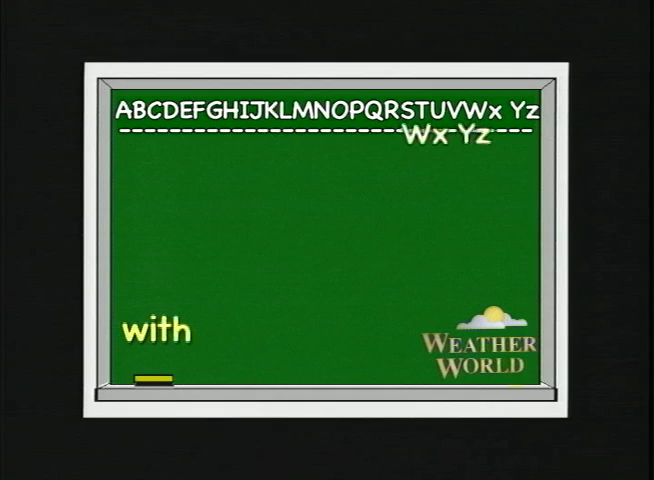 ABCDEFGHIJKLMNOPQRSTUVWx Yz
Wx Yz
with
WEATHER
WORLD